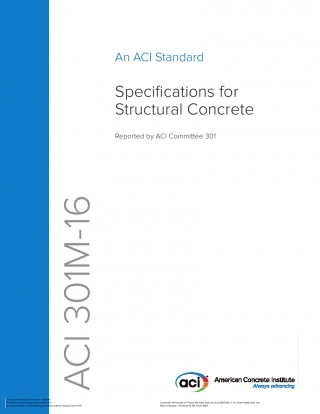 An ACI Standard
Specifications for
Structural Concrete
Reported by ACI Committee 301
ACI 301M-16
aci
American Concrete Institute
Always advancing